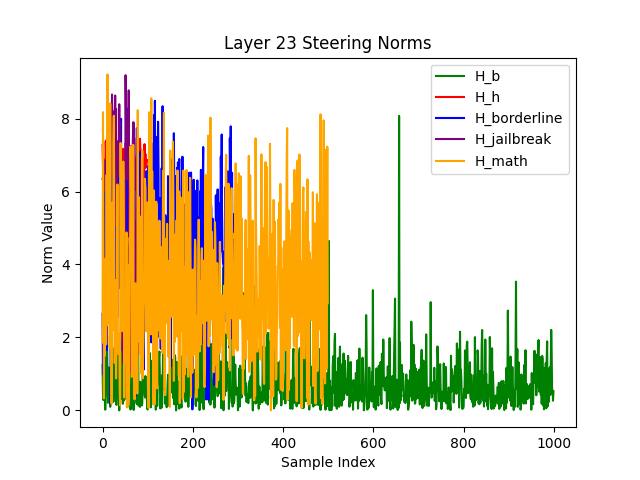 Layer 23 Steering Norms
H_b
H_h
H_borderline
H_jailbreak
H_math
Norm Value
8
6
4
2
0
0 200 400 600 800 1000
Sample Index